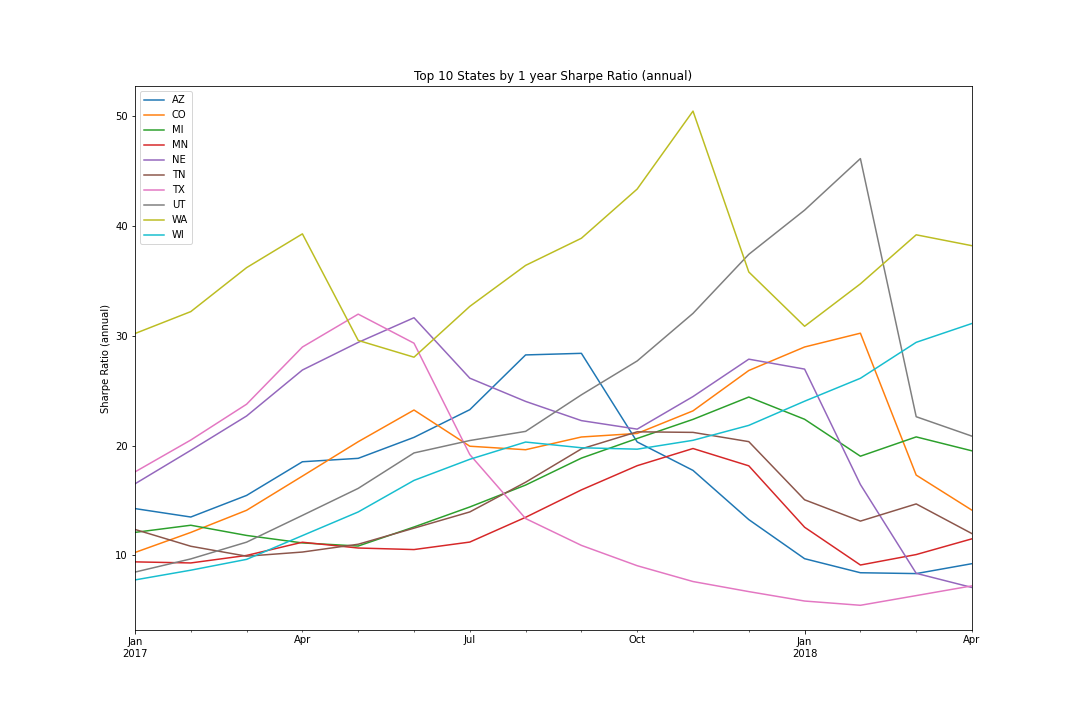 Top 10 States by 1 year Sharpe Ratio (annual)
AZ
CO
MI
MN
NE
TN
TX
UT
WA
WI
Sharpe Ratio (annual)
50
40
30
20
10
Jan
2017
Apr
Jul
Oct
Jan
2018
Apr